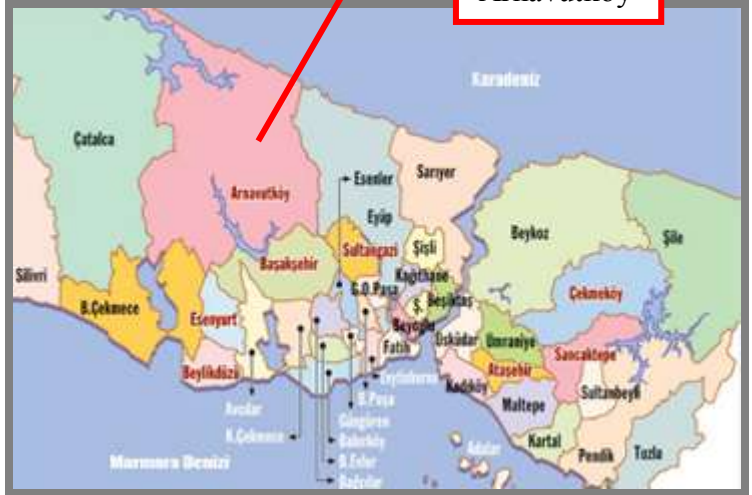 Arnavutköy
Karadeniz
Çatalca
Arnavutköy
Esenler
Sarıyer
Eyüp
Beykoz
Şile
Şişli
Sultangazi
Kağıthane
Başakşehir
Silivri
B.Çekmece
G.O.Paşa
Ş.
Beşiktaş
Çekmeköy
Esenyurt
Beyoğlu
Fatih
Üsküdar
Ümraniye
Sancaktepe
Ataşehir
Beylikdüzü
Zeytinburnu
Kadıköy
Sultanbeyli
Avcılar
B.Paşa
Maltepe
Güngören
K.Çekmece
Bakırköy
Kartal
Marmara Denizi
B.Evler
Adalar
Pendik
Tuzla
Bağcılar